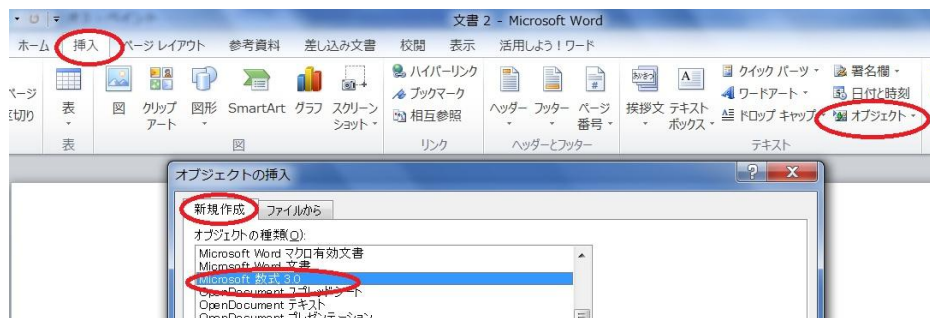 文書 2 - Microsoft Word
ホーム 挿入 ページ レイアウト 参考資料 差し込み文書 校閲 表示 活用しよう！ワード
ページ 表 図 クリップ アート 図形 SmartArt グラフ スクリーン ショット ハイパーリンク ヘッダー フッター ページ 番号 挨拶文 テキスト ボックス クイック パーツ 署名欄
区切り ブックマーク ワードアート 日付と時刻
相互参照 ドロップ キャップ オブジェクト
表 図 リンク ヘッダーとフッター テキスト
オブジェクトの挿入
新規作成 ファイルから
オブジェクトの種類(O):
Microsoft Word マクロ有効文書
Microsoft Word 文書
Microsoft 数式 3.0
OpenDocument スプレッドシート
OpenDocument テキスト
OpenDocument プレゼンテーション